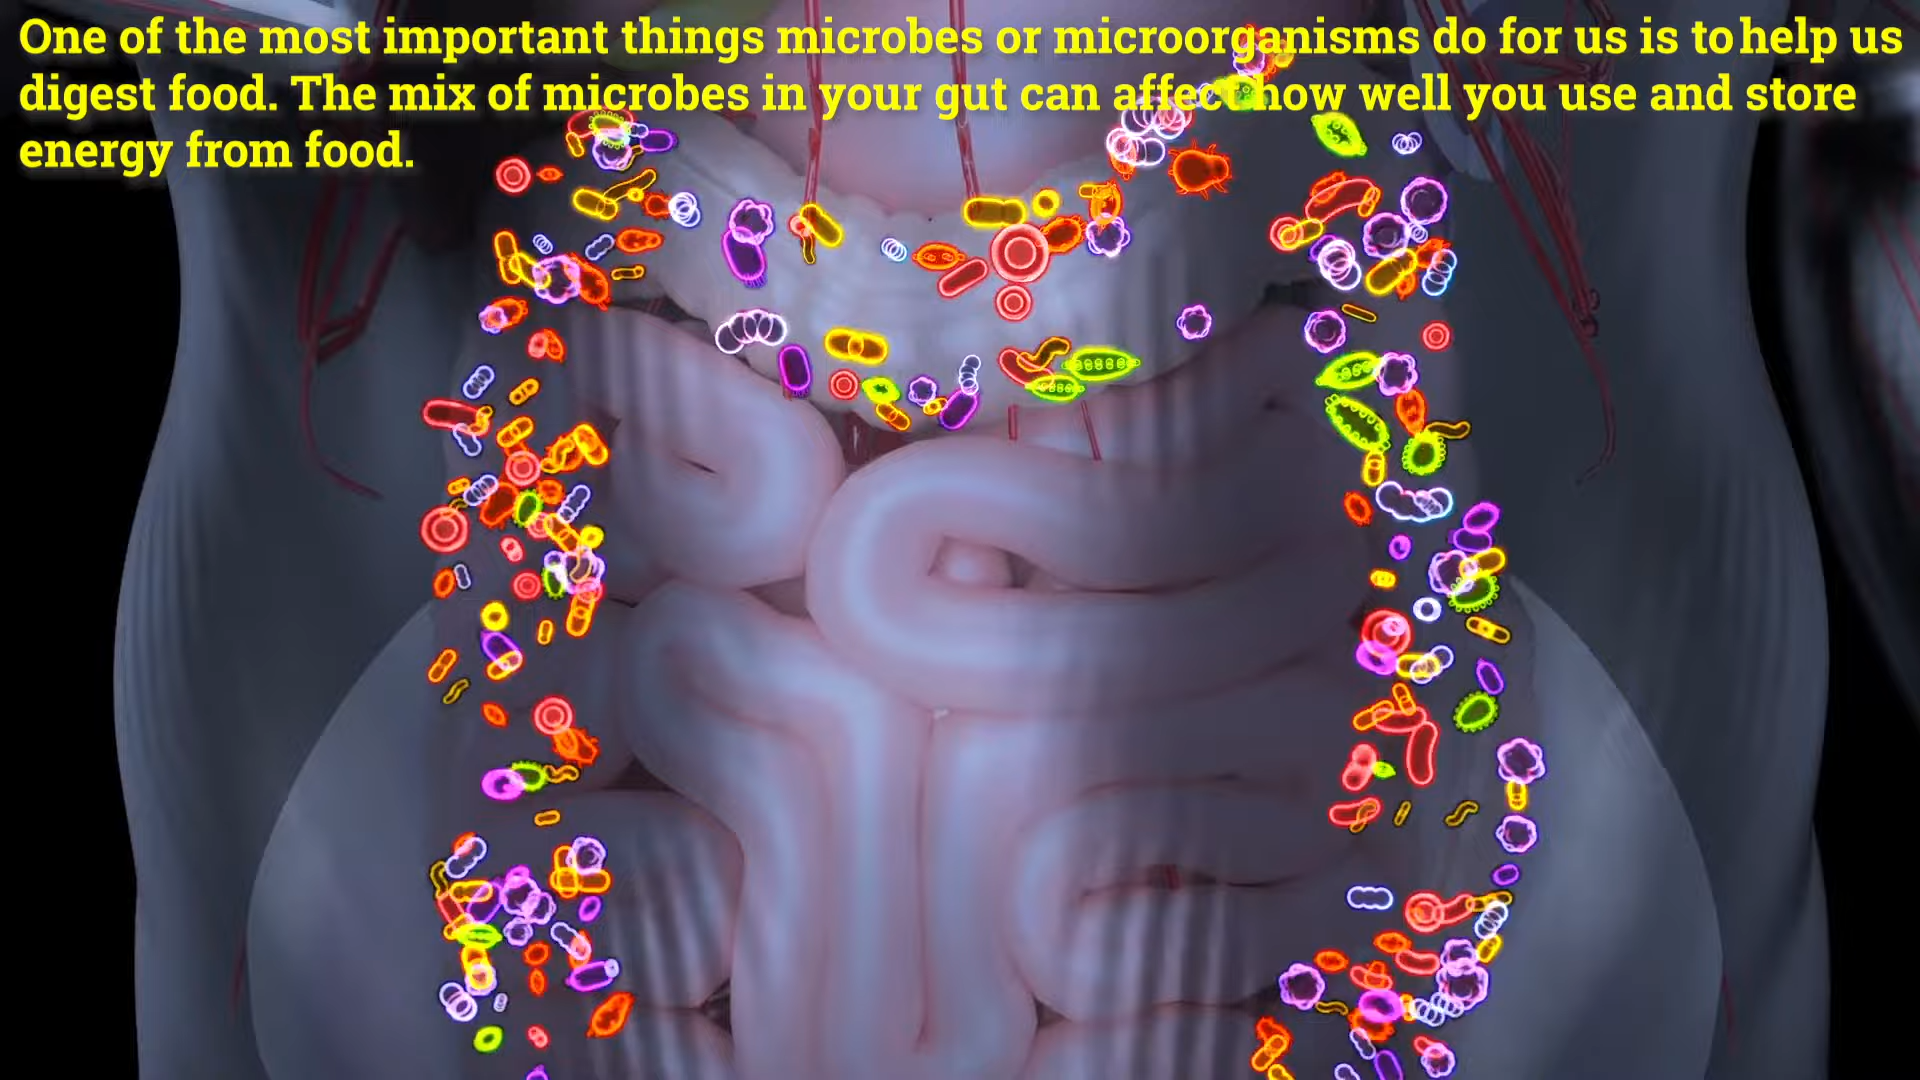 One of the most important things microbes or microorganisms do for us is to help us
digest food. The mix of microbes in your gut can affect how well you use and store
energy from food.